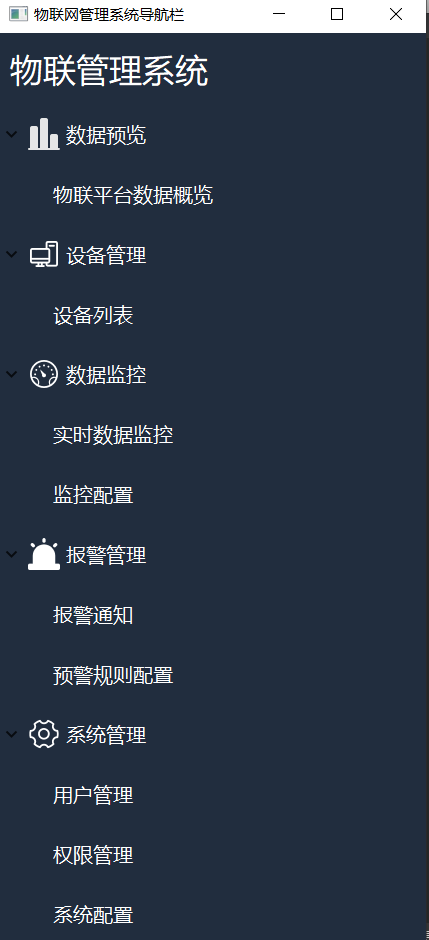 物联网管理系统导航栏
物联管理系统
数据预览
物联平台数据概览
设备管理
设备列表
数据监控
实时数据监控
监控配置
报警管理
报警通知
预警规则配置
系统管理
用户管理
权限管理
系统配置